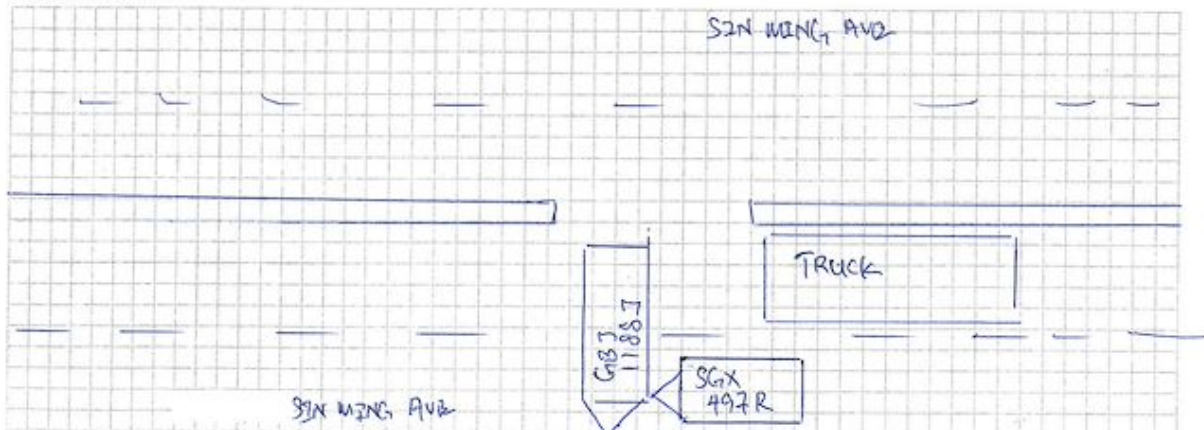 SIN MING AVE
TRUCK
GBJ
1188J
SGX
497R
SIN MING AVE